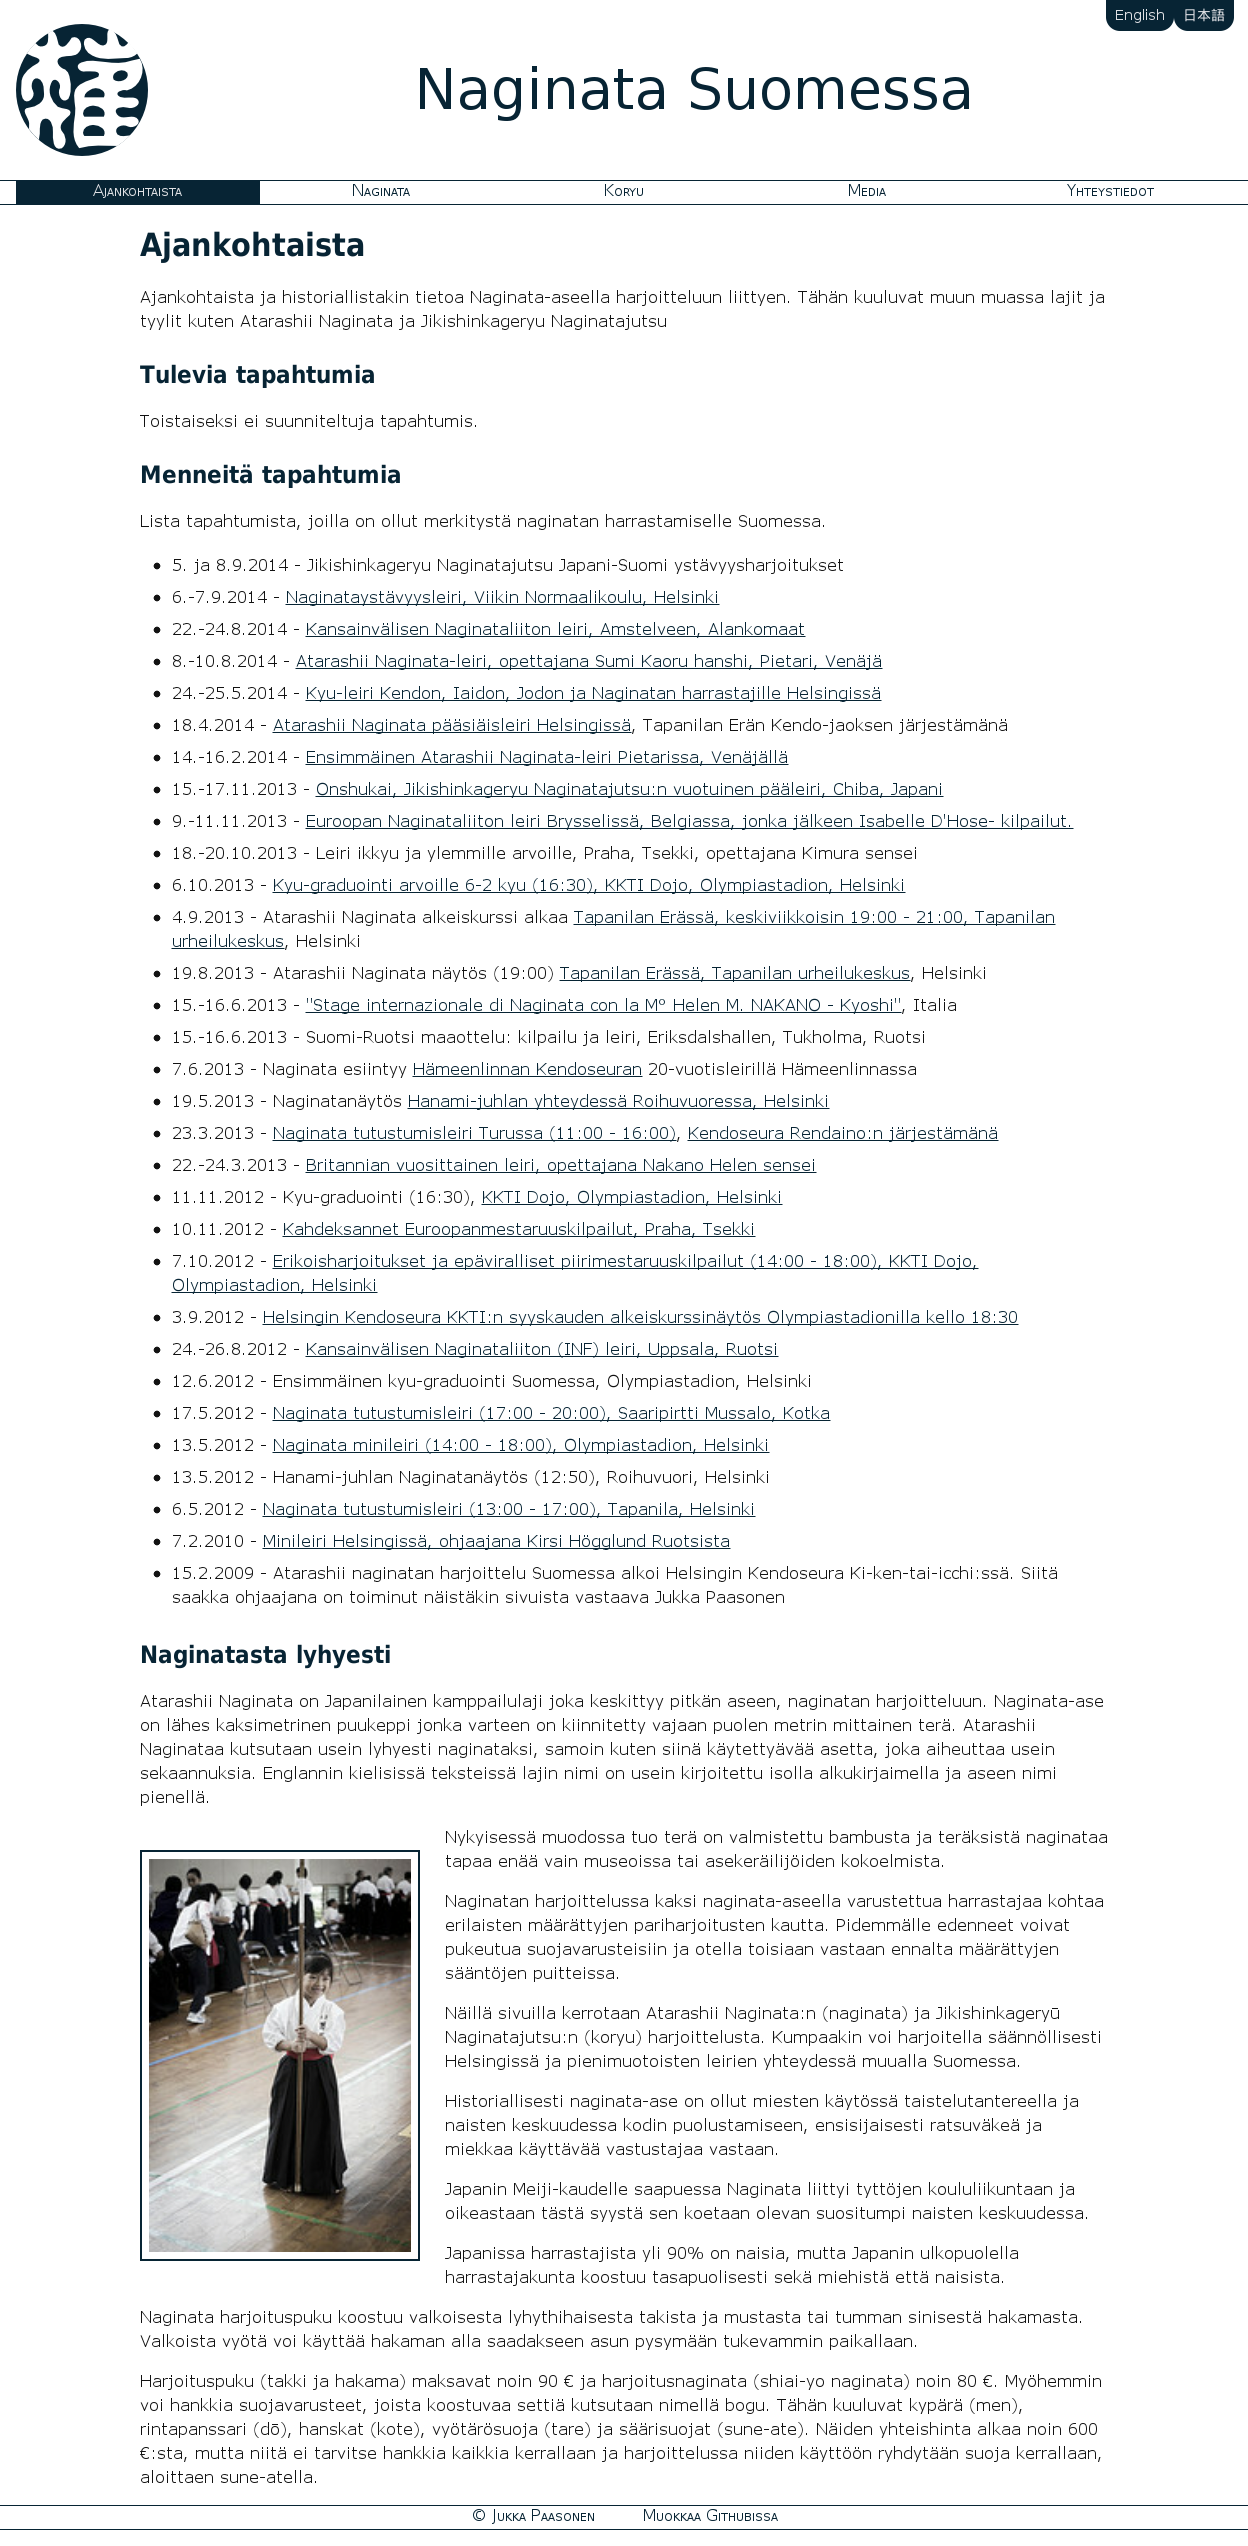 English 日本語
Naginata Suomessa
Ajankohtaista Naginata Koryu Media Yhteystiedot
Ajankohtaista
Ajankohtaista ja historiallistakin tietoa Naginata-aseella harjoitteluun liittyen. Tähän kuuluvat muun muassa lajit ja
tyylit kuten Atarashii Naginata ja Jikishinkageryu Naginatajutsu
Tulevia tapahtumia
Toistaiseksi ei suunniteltuja tapahtumis.
Menneitä tapahtumia
Lista tapahtumista, joilla on ollut merkitystä naginatan harrastamiselle Suomessa.
5. ja 8.9.2014 - Jikishinkageryu Naginatajutsu Japani-Suomi ystävyysharjoitukset
6.-7.9.2014 - Naginataystävyysleiri, Viikin Normaalikoulu, Helsinki
22.-24.8.2014 - Kansainvälisen Naginataliiton leiri, Amstelveen, Alankomaat
8.-10.8.2014 - Atarashii Naginata-leiri, opettajana Sumi Kaoru hanshi, Pietari, Venäjä
24.-25.5.2014 - Kyu-leiri Kendon, Iaidon, Jodon ja Naginatan harrastajille Helsingissä
18.4.2014 - Atarashii Naginata pääsiäisleiri Helsingissä, Tapanilan Erän Kendo-jaoksen järjestämänä
14.-16.2.2014 - Ensimmäinen Atarashii Naginata-leiri Pietarissa, Venäjällä
15.-17.11.2013 - Onshukai, Jikishinkageryu Naginatajutsu:n vuotuinen pääleiri, Chiba, Japani
9.-11.11.2013 - Euroopan Naginataliiton leiri Brysselissä, Belgiassa, jonka jälkeen Isabelle D'Hose- kilpailut.
18.-20.10.2013 - Leiri ikkyu ja ylemmille arvoille, Praha, Tsekki, opettajana Kimura sensei
6.10.2013 - Kyu-graduointi arvoille 6-2 kyu (16:30), KKTI Dojo, Olympiastadion, Helsinki
4.9.2013 - Atarashii Naginata alkeiskurssi alkaa Tapanilan Erässä, keskiviikkoisin 19:00 - 21:00, Tapanilan
urheilukeskus, Helsinki
19.8.2013 - Atarashii Naginata näytös (19:00) Tapanilan Erässä, Tapanilan urheilukeskus, Helsinki
15.-16.6.2013 - "Stage internazionale di Naginata con la M° Helen M. NAKANO - Kyoshi", Italia
15.-16.6.2013 - Suomi-Ruotsi maaottelu: kilpailu ja leiri, Eriksdalshallen, Tukholma, Ruotsi
7.6.2013 - Naginata esiintyy Hämeenlinnan Kendoseuran 20-vuotisleirillä Hämeenlinnassa
19.5.2013 - Naginatanäytös Hanami-juhlan yhteydessä Roihuvuoressa, Helsinki
23.3.2013 - Naginata tutustumisleiri Turussa (11:00 - 16:00), Kendoseura Rendaino:n järjestämänä
22.-24.3.2013 - Britannian vuosittainen leiri, opettajana Nakano Helen sensei
11.11.2012 - Kyu-graduointi (16:30), KKTI Dojo, Olympiastadion, Helsinki
10.11.2012 - Kahdeksannet Euroopanmestaruuskilpailut, Praha, Tsekki
7.10.2012 - Erikoisharjoitukset ja epäviralliset piirimestaruuskilpailut (14:00 - 18:00), KKTI Dojo,
Olympiastadion, Helsinki
3.9.2012 - Helsingin Kendoseura KKTI:n syyskauden alkeiskurssinäytös Olympiastadionilla kello 18:30
24.-26.8.2012 - Kansainvälisen Naginataliiton (INF) leiri, Uppsala, Ruotsi
12.6.2012 - Ensimmäinen kyu-graduointi Suomessa, Olympiastadion, Helsinki
17.5.2012 - Naginata tutustumisleiri (17:00 - 20:00), Saaripirtti Mussalo, Kotka
13.5.2012 - Naginata minileiri (14:00 - 18:00), Olympiastadion, Helsinki
13.5.2012 - Hanami-juhlan Naginatanäytös (12:50), Roihuvuori, Helsinki
6.5.2012 - Naginata tutustumisleiri (13:00 - 17:00), Tapanila, Helsinki
7.2.2010 - Minileiri Helsingissä, ohjaajana Kirsi Högglund Ruotsista
15.2.2009 - Atarashii naginatan harjoittelu Suomessa alkoi Helsingin Kendoseura Ki-ken-tai-icchi:ssä. Siitä
saakka ohjaajana on toiminut näistäkin sivuista vastaava Jukka Paasonen
Naginatasta lyhyesti
Atarashii Naginata on Japanilainen kamppailulaji joka keskittyy pitkän aseen, naginatan harjoitteluun. Naginata-ase
on lähes kaksimetrinen puukeppi jonka varteen on kiinnitetty vajaan puolen metrin mittainen terä. Atarashii
Naginataa kutsutaan usein lyhyesti naginataksi, samoin kuten siinä käytettyävää asetta, joka aiheuttaa usein
sekaannuksia. Englannin kielisissä teksteissä lajin nimi on usein kirjoitettu isolla alkukirjaimella ja aseen nimi
pienellä.
Nykyisessä muodossa tuo terä on valmistettu bambusta ja teräksistä naginataa
tapaa enää vain museoissa tai asekeräilijöiden kokoelmista.
Naginatan harjoittelussa kaksi naginata-aseella varustettua harrastajaa kohtaa
erilaisten määrättyjen pariharjoitusten kautta. Pidemmälle edenneet voivat
pukeutua suojavarusteisiin ja otella toisiaan vastaan ennalta määrättyjen
sääntöjen puitteissa.
Näillä sivuilla kerrotaan Atarashii Naginata:n (naginata) ja Jikishinkageryū
Naginatajutsu:n (koryu) harjoittelusta. Kumpaakin voi harjoitella säännöllisesti
Helsingissä ja pienimuotoisten leirien yhteydessä muualla Suomessa.
Historiallisesti naginata-ase on ollut miesten käytössä taistelutantereella ja
naisten keskuudessa kodin puolustamiseen, ensisijaisesti ratsuväkeä ja
miekkaa käyttävää vastustajaa vastaan.
Japanin Meiji-kaudelle saapuessa Naginata liittyi tyttöjen koululiikuntaan ja
oikeastaan tästä syystä sen koetaan olevan suositumpi naisten keskuudessa.
Japanissa harrastajista yli 90% on naisia, mutta Japanin ulkopuolella
harrastajakunta koostuu tasapuolisesti sekä miehistä että naisista.
Naginata harjoituspuku koostuu valkoisesta lyhythihaisesta takista ja mustasta tai tumman sinisestä hakamasta.
Valkoista vyötä voi käyttää hakaman alla saadakseen asun pysymään tukevammin paikallaan.
Harjoituspuku (takki ja hakama) maksavat noin 90 € ja harjoitusnaginata (shiai-yo naginata) noin 80 €. Myöhemmin
voi hankkia suojavarusteet, joista koostuvaa settiä kutsutaan nimellä bogu. Tähän kuuluvat kypärä (men),
rintapanssari (dō), hanskat (kote), vyötärösuoja (tare) ja säärisuojat (sune-ate). Näiden yhteishinta alkaa noin 600
€:sta, mutta niitä ei tarvitse hankkia kaikkia kerrallaan ja harjoittelussa niiden käyttöön ryhdytään suoja kerrallaan,
aloittaen sune-atella.
© Jukka Paasonen Muokkaa Githubissa